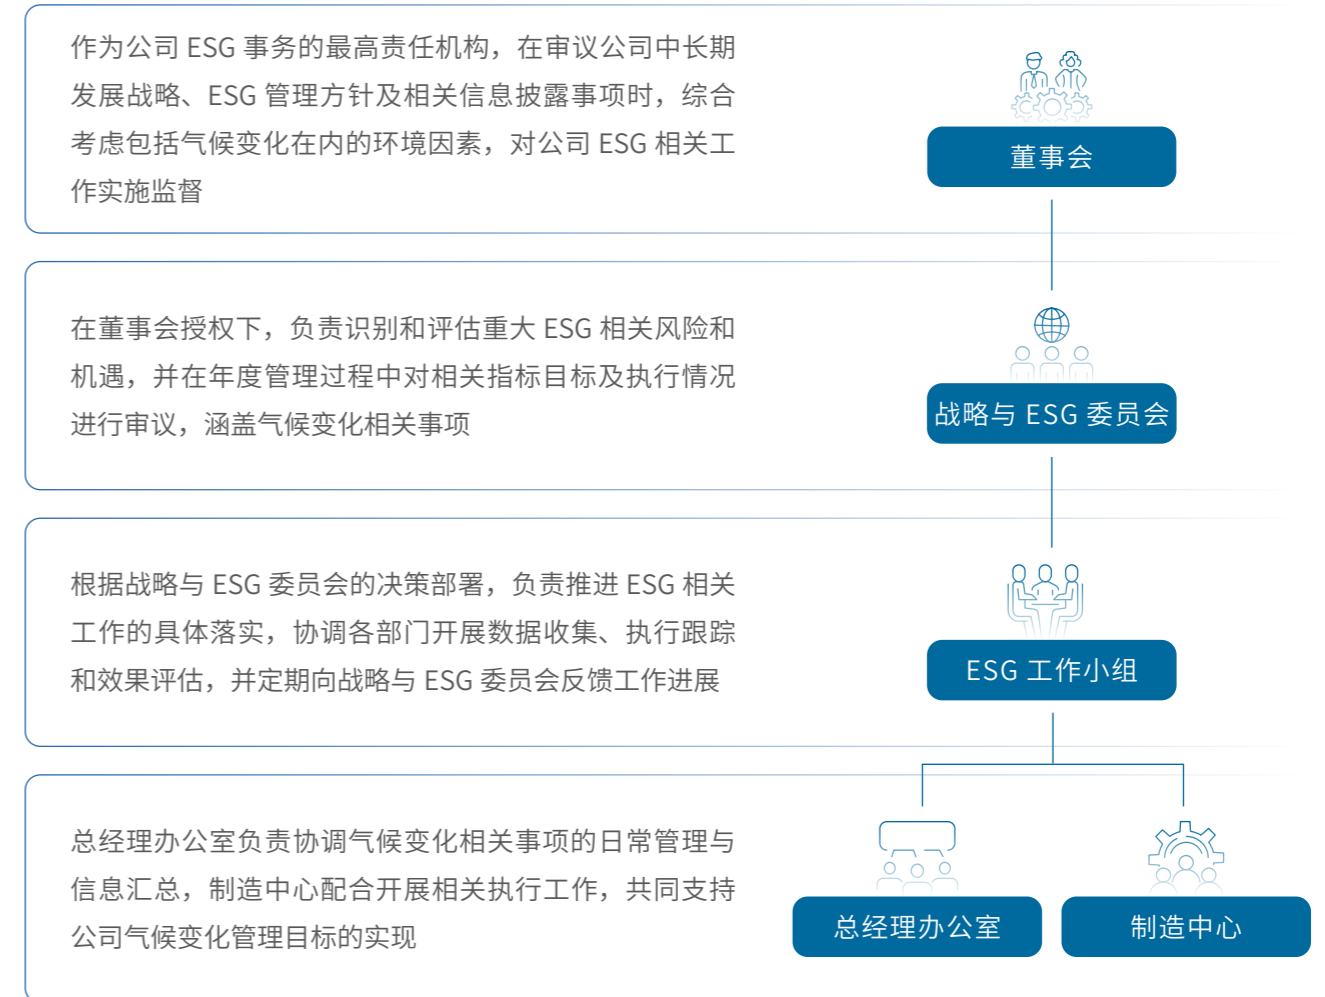 作为公司 ESG 事务的最高责任机构，在审议公司中长期
发展战略、ESG 管理方针及相关信息披露事项时，综合
考虑包括气候变化在内的环境因素，对公司 ESG 相关工
作实施监督
董事会
在董事会授权下，负责识别和评估重大 ESG 相关风险和
机遇，并在年度管理过程中对相关指标目标及执行情况
进行审议，涵盖气候变化相关事项
战略与 ESG 委员会
根据战略与 ESG 委员会的决策部署，负责推进 ESG 相关
工作的具体落实，协调各部门开展数据收集、执行跟踪
和效果评估，并定期向战略与 ESG 委员会反馈工作进展
ESG 工作小组
总经理办公室负责协调气候变化相关事项的日常管理与
信息汇总，制造中心配合开展相关执行工作，共同支持
公司气候变化管理目标的实现
总经理办公室
制造中心